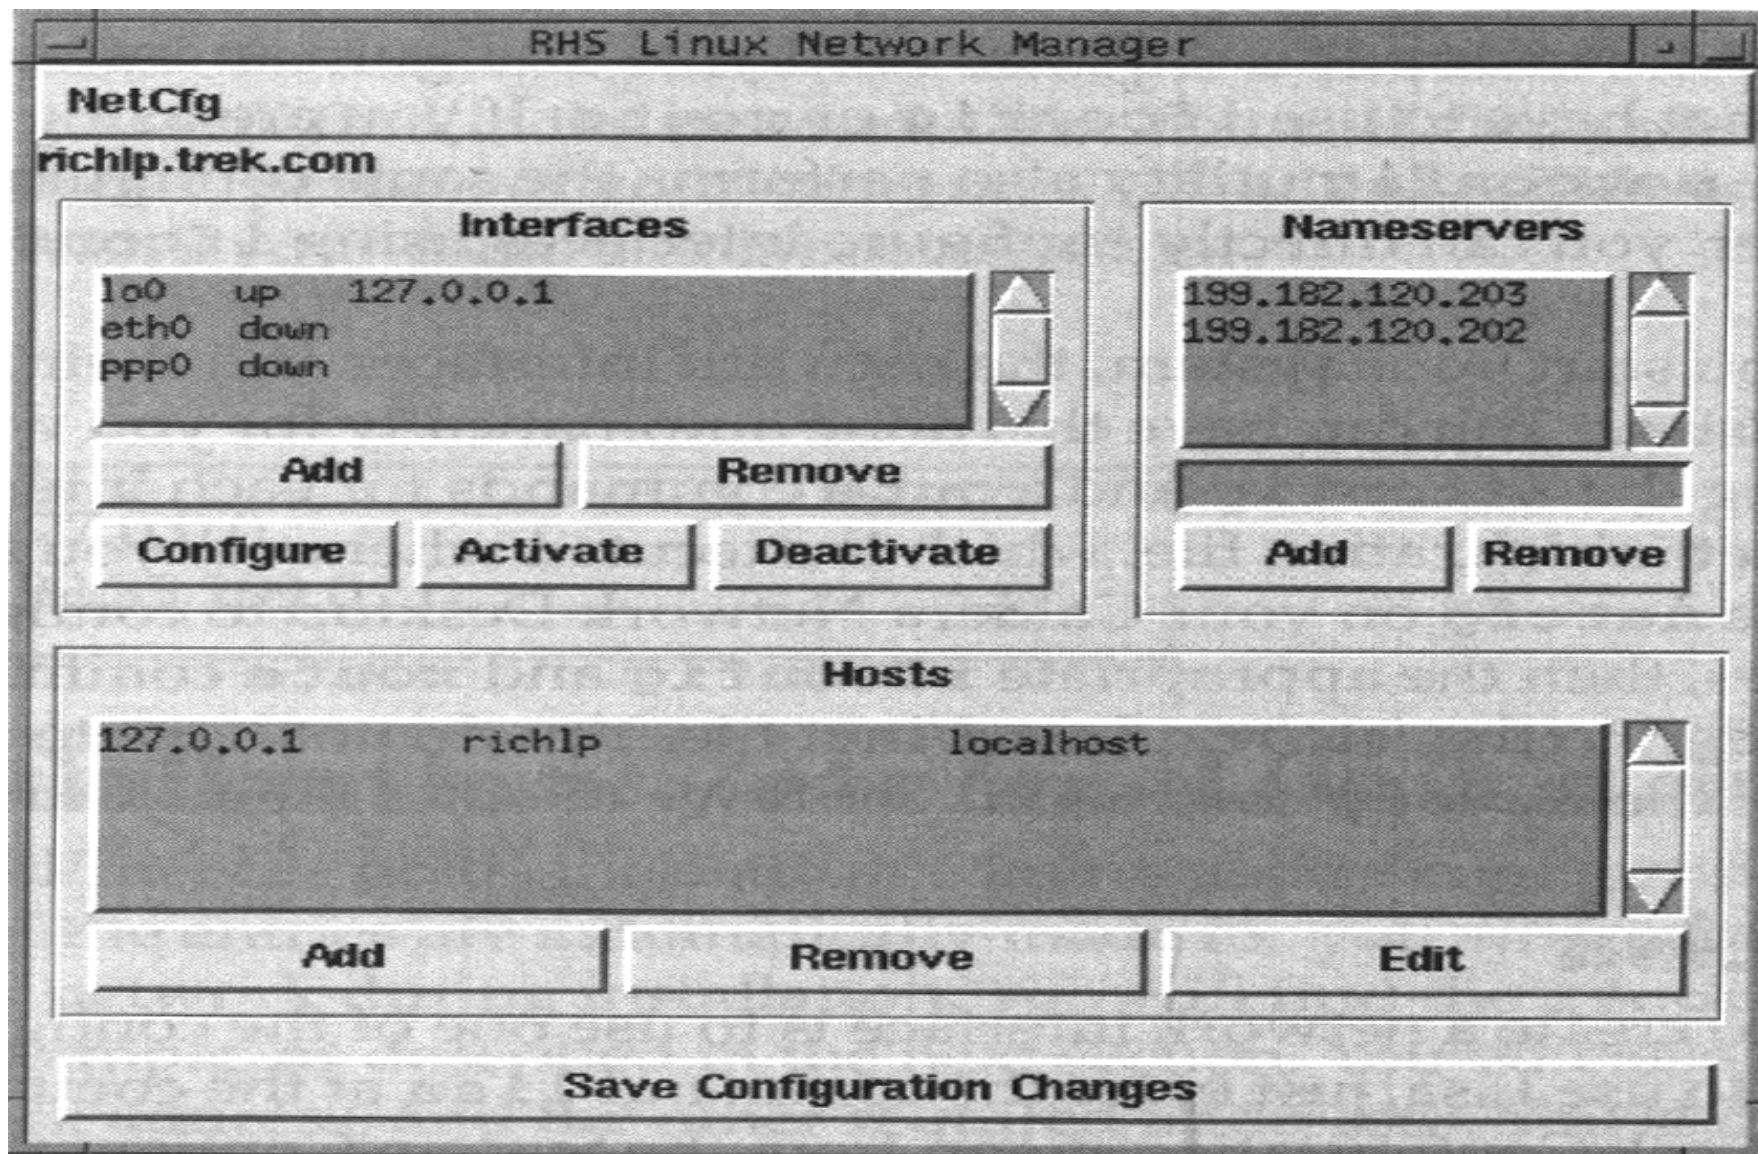 RHS Linux Network Manager
NetCfg
richlp.trek.com
Interfaces
lo0 up 127.0.0.1
eth0 down
ppp0 down
Add Remove
Configure Activate Deactivate
Nameservers
199.182.120.203
199.182.120.202
Add Remove
Hosts
127.0.0.1 richlp localhost
Add Remove Edit
Save Configuration Changes